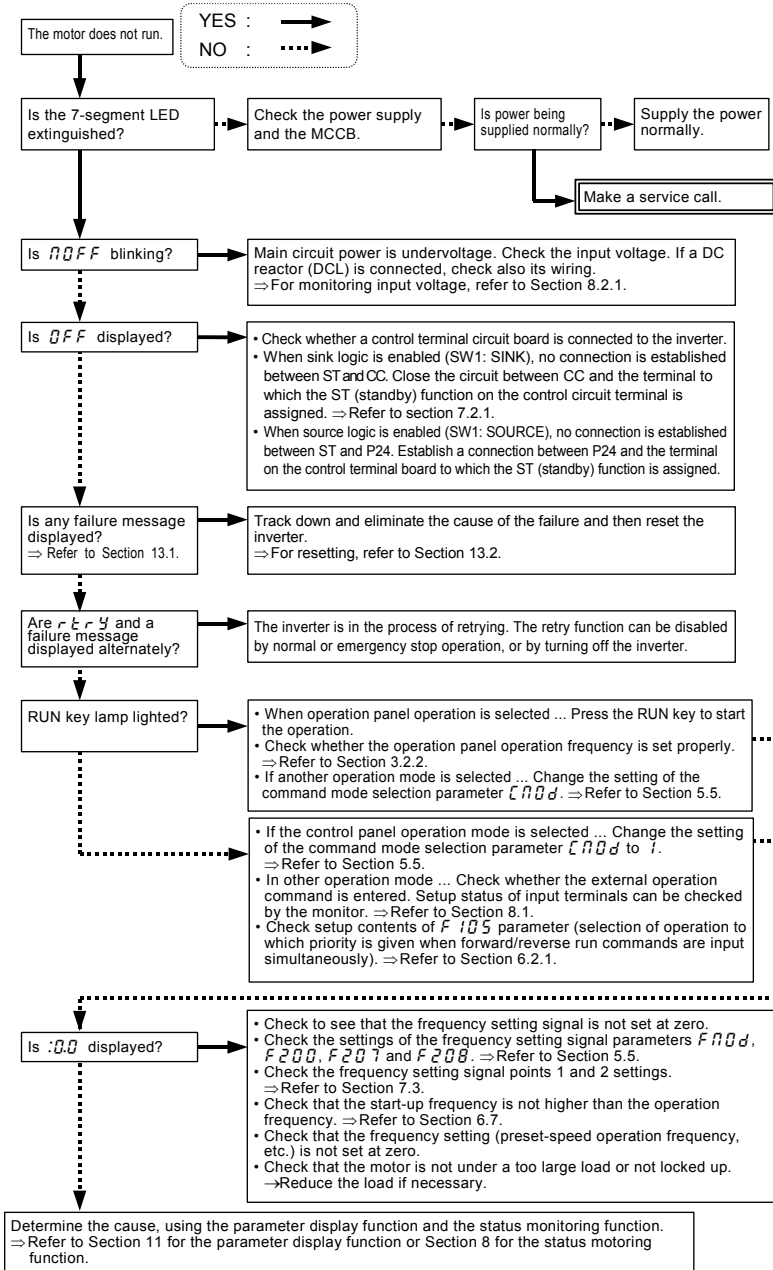 The motor does not run.
YES :
NO :
Is the 7-segment LED
extinguished?
Check the power supply
and the MCCB.
Is power being
supplied normally?
Supply the power
normally.
Make a service call.
Is MOFF blinking?
Main circuit power is undervoltage. Check the input voltage. If a DC
reactor (DCL) is connected, check also its wiring.
⇒For monitoring input voltage, refer to Section 8.2.1.
Is OFF displayed?
• Check whether a control terminal circuit board is connected to the inverter.
• When sink logic is enabled (SW1: SINK), no connection is established
between ST and CC. Close the circuit between CC and the terminal to
which the ST (standby) function on the control circuit terminal is
assigned. ⇒Refer to section 7.2.1.
• When source logic is enabled (SW1: SOURCE), no connection is established
between ST and P24. Establish a connection between P24 and the terminal
on the control terminal board to which the ST (standby) function is assigned.
Is any failure message
displayed?
⇒ Refer to Section 13.1.
Track down and eliminate the cause of the failure and then reset the
inverter.
⇒For resetting, refer to Section 13.2.
Are rtry and a
failure message
displayed alternately?
The inverter is in the process of retrying. The retry function can be disabled
by normal or emergency stop operation, or by turning off the inverter.
RUN key lamp lighted?
• When operation panel operation is selected ... Press the RUN key to start
the operation.
• Check whether the operation panel operation frequency is set properly.
⇒Refer to Section 3.2.2.
• If another operation mode is selected ... Change the setting of the
command mode selection parameter CMOd. ⇒Refer to Section 5.5.
• If the control panel operation mode is selected ... Change the setting
of the command mode selection parameter CMOd to 1.
⇒Refer to Section 5.5.
• In other operation mode ... Check whether the external operation
command is entered. Setup status of input terminals can be checked
by the monitor. ⇒Refer to Section 8.1.
• Check setup contents of F105 parameter (selection of operation to
which priority is given when forward/reverse run commands are input
simultaneously). ⇒Refer to Section 6.2.1.
Is :0.0 displayed?
• Check to see that the frequency setting signal is not set at zero.
• Check the settings of the frequency setting signal parameters FMOd,
F200, F207 and F208. ⇒Refer to Section 5.5.
• Check the frequency setting signal points 1 and 2 settings.
⇒Refer to Section 7.3.
• Check that the start-up frequency is not higher than the operation
frequency. ⇒Refer to Section 6.7.
• Check that the frequency setting (preset-speed operation frequency,
etc.) is not set at zero.
• Check that the motor is not under a too large load or not locked up.
→Reduce the load if necessary.
Determine the cause, using the parameter display function and the status monitoring function.
⇒Refer to Section 11 for the parameter display function or Section 8 for the status motoring
function.